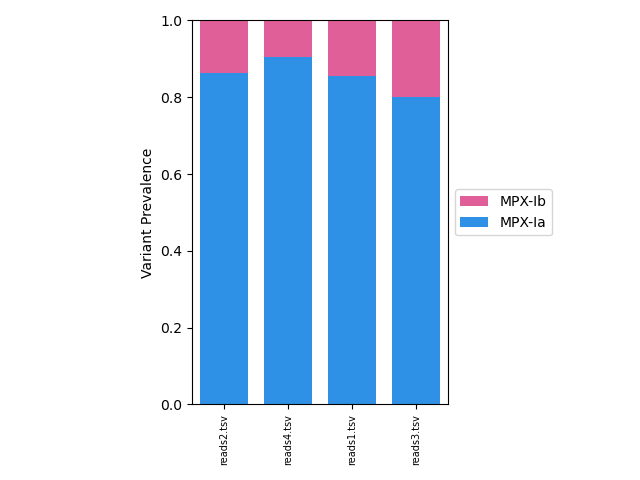 1.0
0.8
0.6
0.4
0.2
0.0
Variant Prevalence
reads2.tsv
reads4.tsv
reads1.tsv
reads3.tsv
MPX-Ib
MPX-Ia